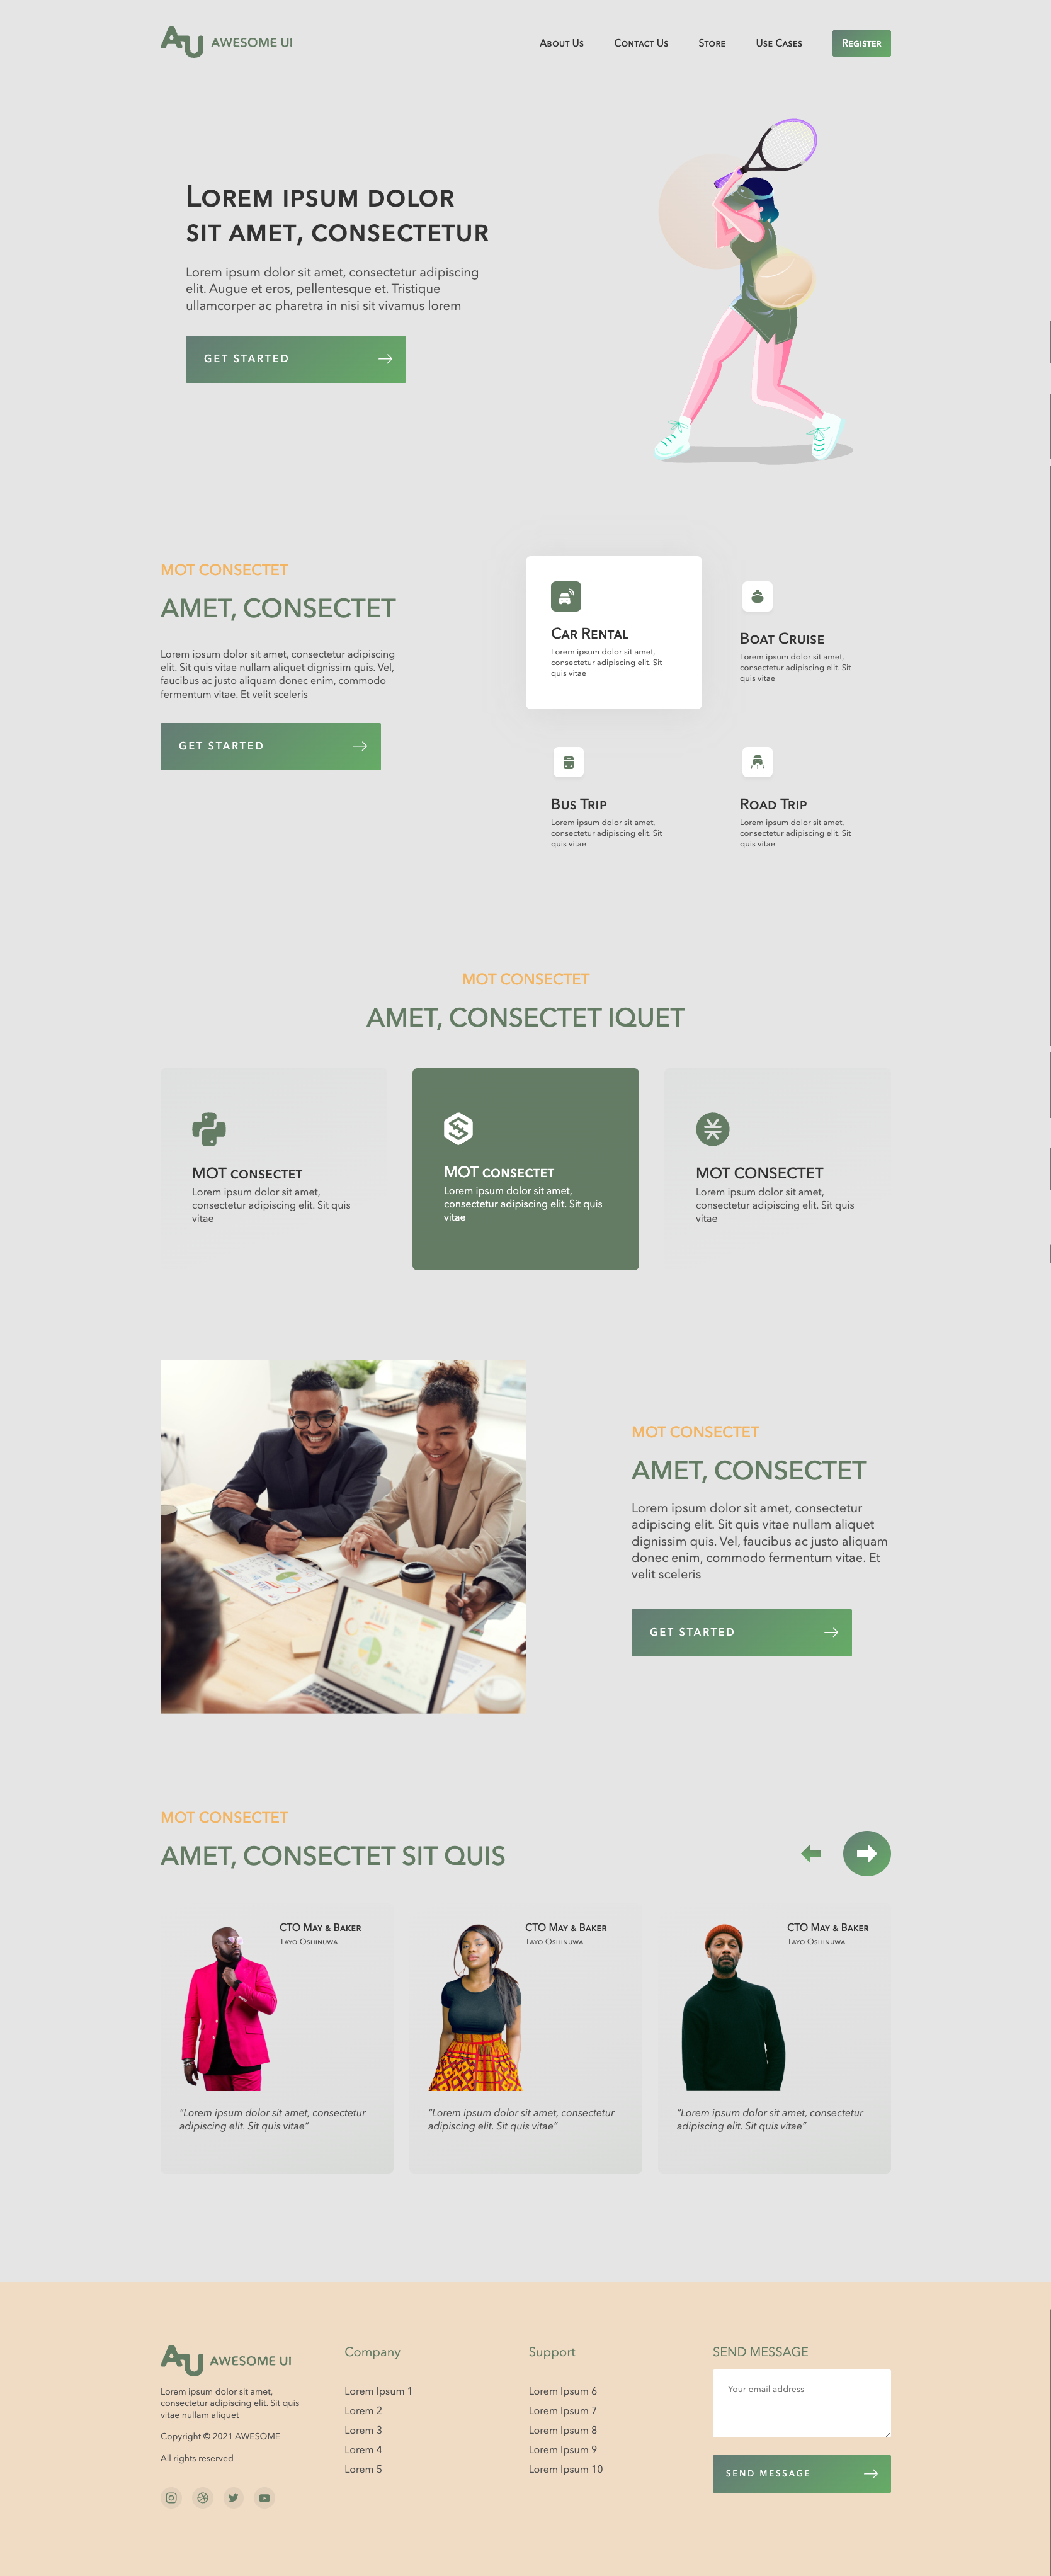 AU AWESOME UI
About Us Contact Us Store Use Cases Register
Lorem ipsum dolor
sit amet, consectetur
Lorem ipsum dolor sit amet, consectetur adipiscing
elit. Augue et eros, pellentesque et. Tristique
ullamcorper ac pharetra in nisi sit vivamus lorem
GET STARTED
MOT CONSECTET
AMET, CONSECTET
Lorem ipsum dolor sit amet, consectetur adipiscing
elit. Sit quis vitae nullam aliquet dignissim quis. Vel,
faucibus ac justo aliquam donec enim, commodo
fermentum vitae. Et velit sceleris
GET STARTED
Car Rental
Lorem ipsum dolor sit amet,
consectetur adipiscing elit. Sit
quis vitae
Boat Cruise
Lorem ipsum dolor sit amet,
consectetur adipiscing elit. Sit
quis vitae
Bus Trip
Lorem ipsum dolor sit amet,
consectetur adipiscing elit. Sit
quis vitae
Road Trip
Lorem ipsum dolor sit amet,
consectetur adipiscing elit. Sit
quis vitae
MOT CONSECTET
AMET, CONSECTET IQUET
MOT consectet
Lorem ipsum dolor sit amet,
consectetur adipiscing elit. Sit quis
vitae
MOT consectet
Lorem ipsum dolor sit amet,
consectetur adipiscing elit. Sit quis
vitae
MOT CONSECTET
Lorem ipsum dolor sit amet,
consectetur adipiscing elit. Sit quis
vitae
MOT CONSECTET
AMET, CONSECTET
Lorem ipsum dolor sit amet, consectetur
adipiscing elit. Sit quis vitae nullam aliquet
dignissim quis. Vel, faucibus ac justo aliquam
donec enim, commodo fermentum vitae. Et
velit sceleris
GET STARTED
MOT CONSECTET
AMET, CONSECTET SIT QUIS
CTO May & Baker
Tayo Oshinuwa
"Lorem ipsum dolor sit amet, consectetur
adipiscing elit. Sit quis vitae"
CTO May & Baker
Tayo Oshinuwa
"Lorem ipsum dolor sit amet, consectetur
adipiscing elit. Sit quis vitae"
CTO May & Baker
Tayo Oshinuwa
"Lorem ipsum dolor sit amet, consectetur
adipiscing elit. Sit quis vitae"
AU AWESOME UI
Lorem ipsum dolor sit amet,
consectetur adipiscing elit. Sit quis
vitae nullam aliquet
Copyright © 2021 AWESOME
All rights reserved
Company
Lorem Ipsum 1
Lorem 2
Lorem 3
Lorem 4
Lorem 5
Support
Lorem Ipsum 6
Lorem Ipsum 7
Lorem Ipsum 8
Lorem Ipsum 9
Lorem Ipsum 10
SEND MESSAGE
Your email address
SEND MESSAGE